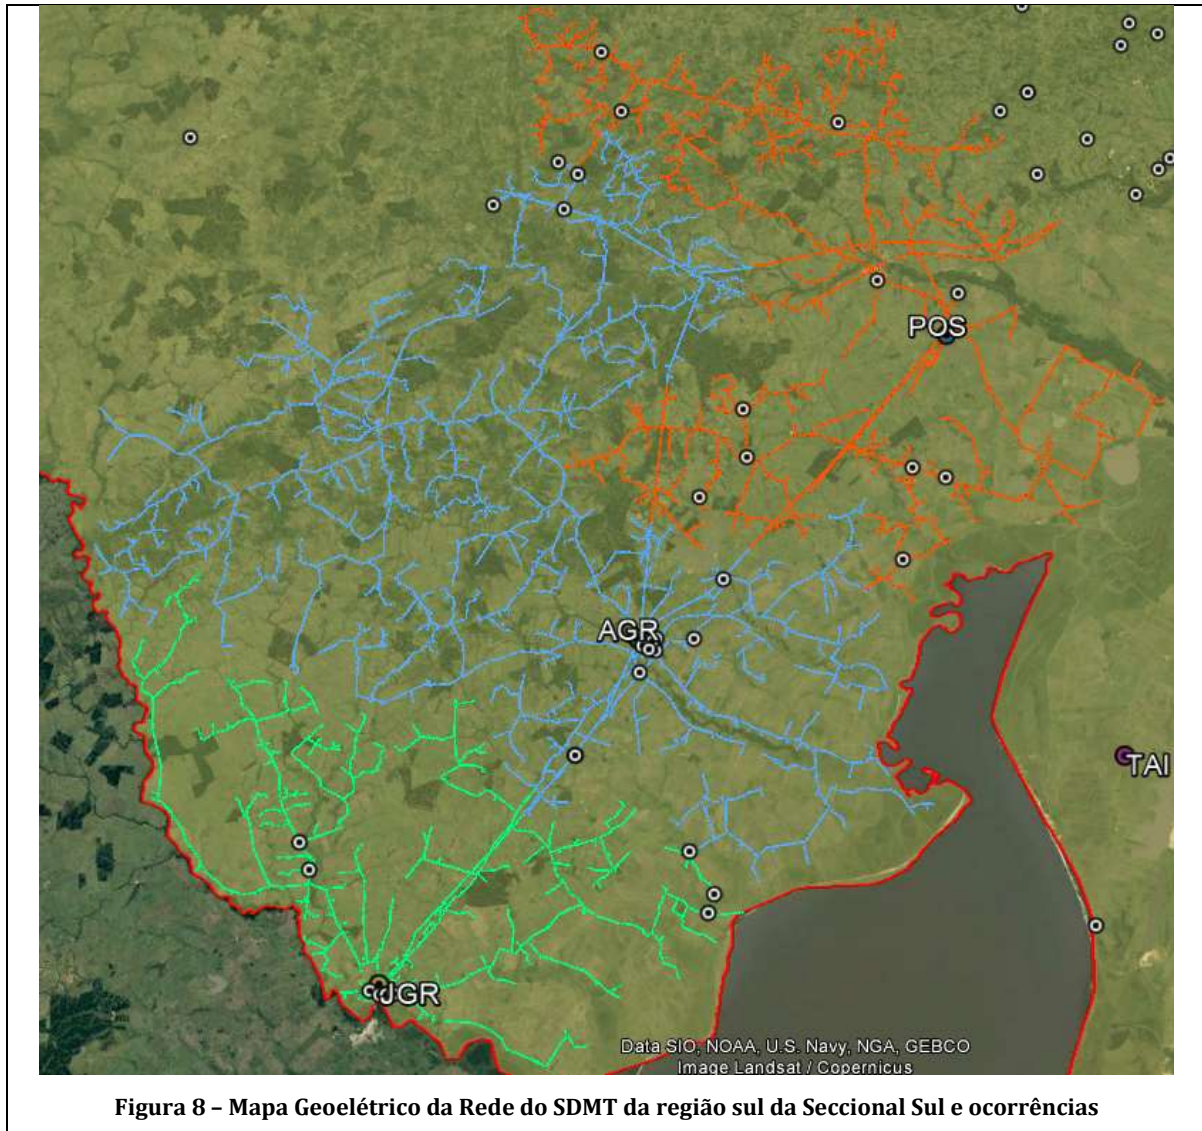 POS
AGR
TAI
JGR
Data SIO, NOAA, U.S. Navy, NGA, GEBCO
Image Landsat / Copernicus
Figura 8 – Mapa Geoelétrico da Rede do SDMT da região sul da Seccional Sul e ocorrências